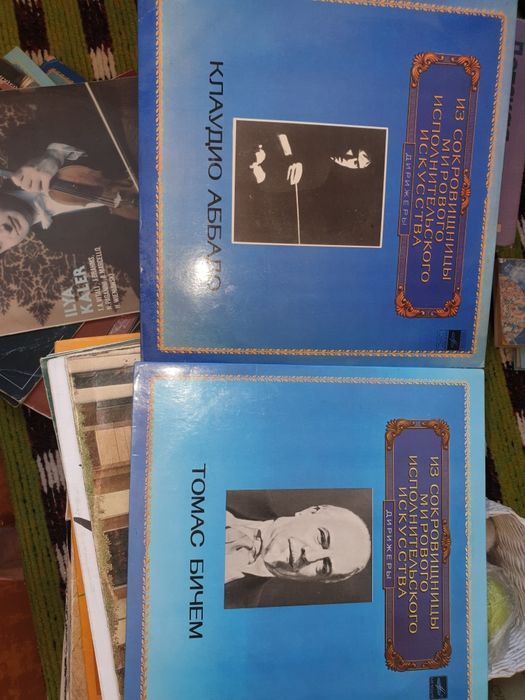 ИЗ СОКРОВИЩНИЦЫ
МИРОВОГО
ИСПОЛНИТЕЛЬСКОГО
ИСКУССТВА
ДИРИЖЕРЫ
КЛАУДИО АББАДО
ИЗ СОКРОВИЩНИЦЫ
МИРОВОГО
ИСПОЛНИТЕЛЬСКОГО
ИСКУССТВА
ДИРИЖЕРЫ
ТОМАС БИЧЕМ
ILYA
KALER